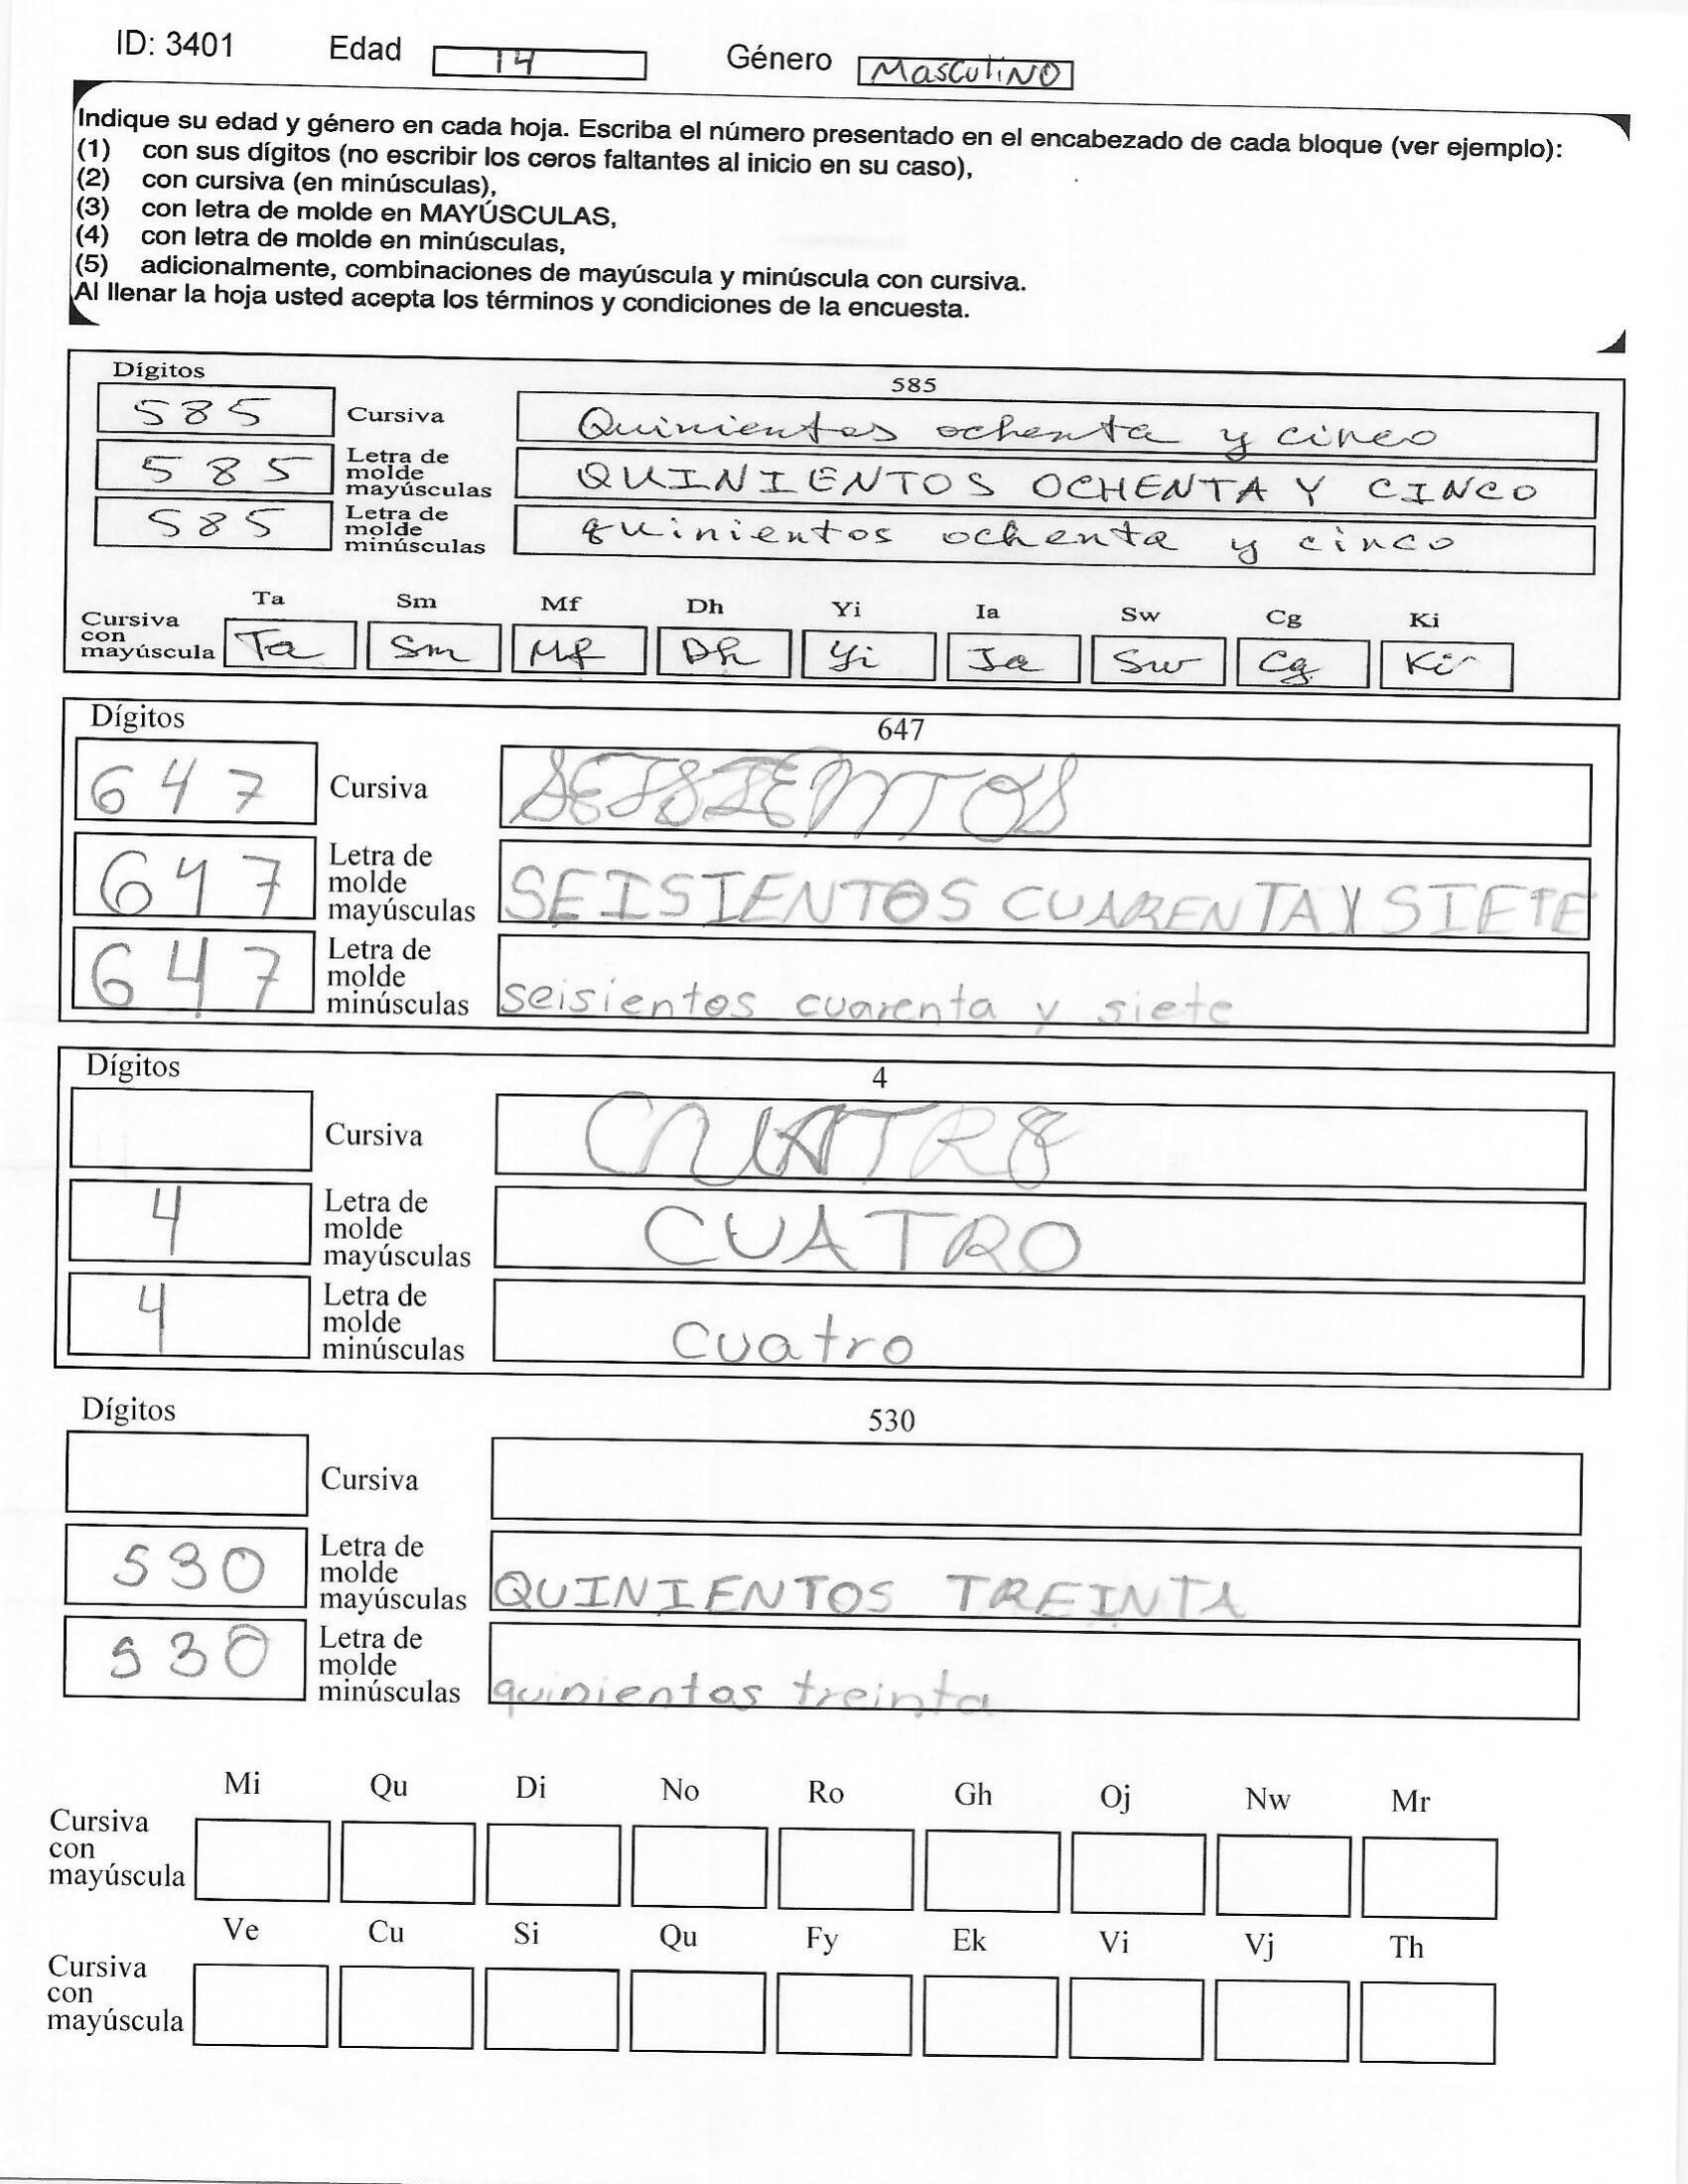 ID: 3401 Edad 14 Género MascuLiNO
Indique su edad y género en cada hoja. Escriba el número presentado en el encabezado de cada bloque (ver ejemplo):
(1) con sus dígitos (no escribir los ceros faltantes al inicio en su caso),
(2) con cursiva (en minúsculas),
(3) con letra de molde en MAYÚSCULAS,
(4) con letra de molde en minúsculas,
(5) adicionalmente, combinaciones de mayúscula y minúscula con cursiva.
Al llenar la hoja usted acepta los términos y condiciones de la encuesta.
Dígitos 585
585 Cursiva Quinientos ochenta y cinco
585 Letra de molde mayúsculas QUINIENTOS OCHENTA Y CINCO
585 Letra de molde minúsculas quinientos ochenta y cinco
Ta Sm Mf Dh Yi Ia Sw Cg Ki
Cursiva con mayúscula Ta Sm Mf Dh Yi Ia Sw Cg Ki
Dígitos 647
647 Cursiva SEISIENTOS
647 Letra de molde mayúsculas SEISIENTOS CUARENTA Y SIETE
647 Letra de molde minúsculas seisientos cuarenta y siete
Dígitos 4
Cursiva CUATRO
4 Letra de molde mayúsculas CUATRO
4 Letra de molde minúsculas cuatro
Dígitos 530
Cursiva
530 Letra de molde mayúsculas QUINIENTOS TREINTA
530 Letra de molde minúsculas quinientos treinta
Mi Qu Di No Ro Gh Oj Nw Mr
Cursiva con mayúscula
Ve Cu Si Qu Fy Ek Vi Vj Th
Cursiva con mayúscula